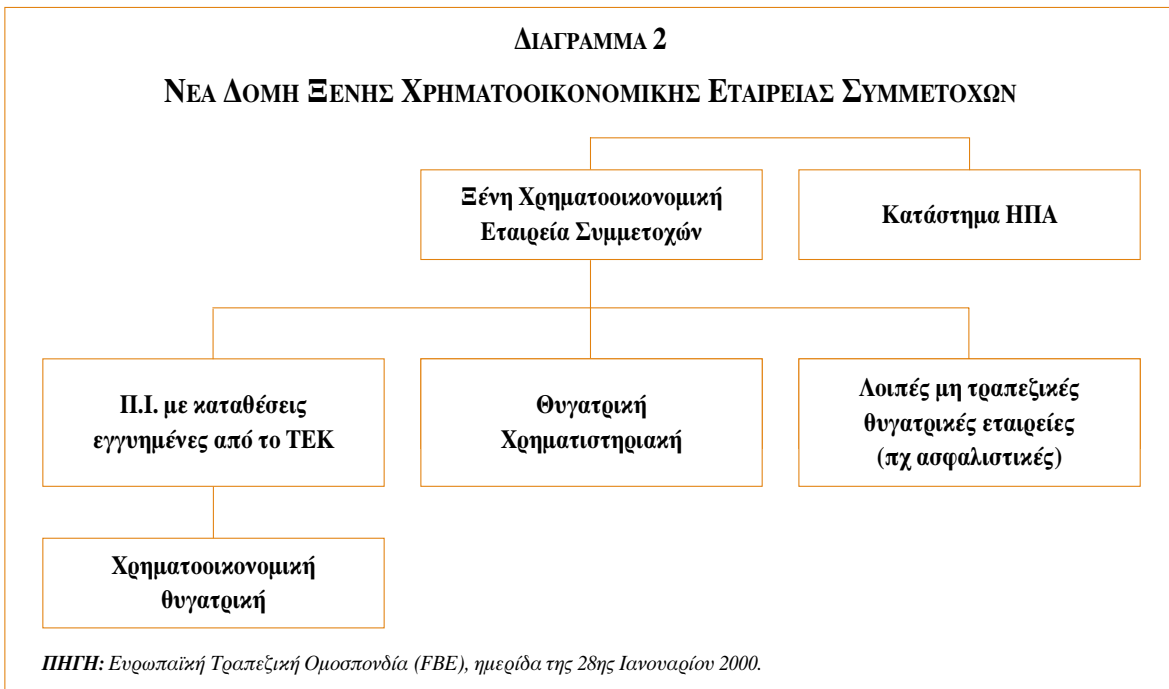 ΔΙΑΓΡΑΜΜΑ 2
ΝΕΑ ΔΟΜΗ ΞΕΝΗΣ ΧΡΗΜΑΤΟΟΙΚΟΝΟΜΙΚΗΣ ΕΤΑΙΡΕΙΑΣ ΣΥΜΜΕΤΟΧΩΝ
Ξένη Χρηματοοικονομική
Εταιρεία Συμμετοχών
Κατάστημα ΗΠΑ
Π.Ι. με καταθέσεις
εγγυημένες από το ΤΕΚ
Θυγατρική
Χρηματιστηριακή
Λοιπές μη τραπεζικές
θυγατρικές εταιρείες
(πχ ασφαλιστικές)
Χρηματοοικονομική
θυγατρική
ΠΗΓΗ: Ευρωπαϊκή Τραπεζική Ομοσπονδία (FBE), ημερίδα της 28ης Ιανουαρίου 2000.